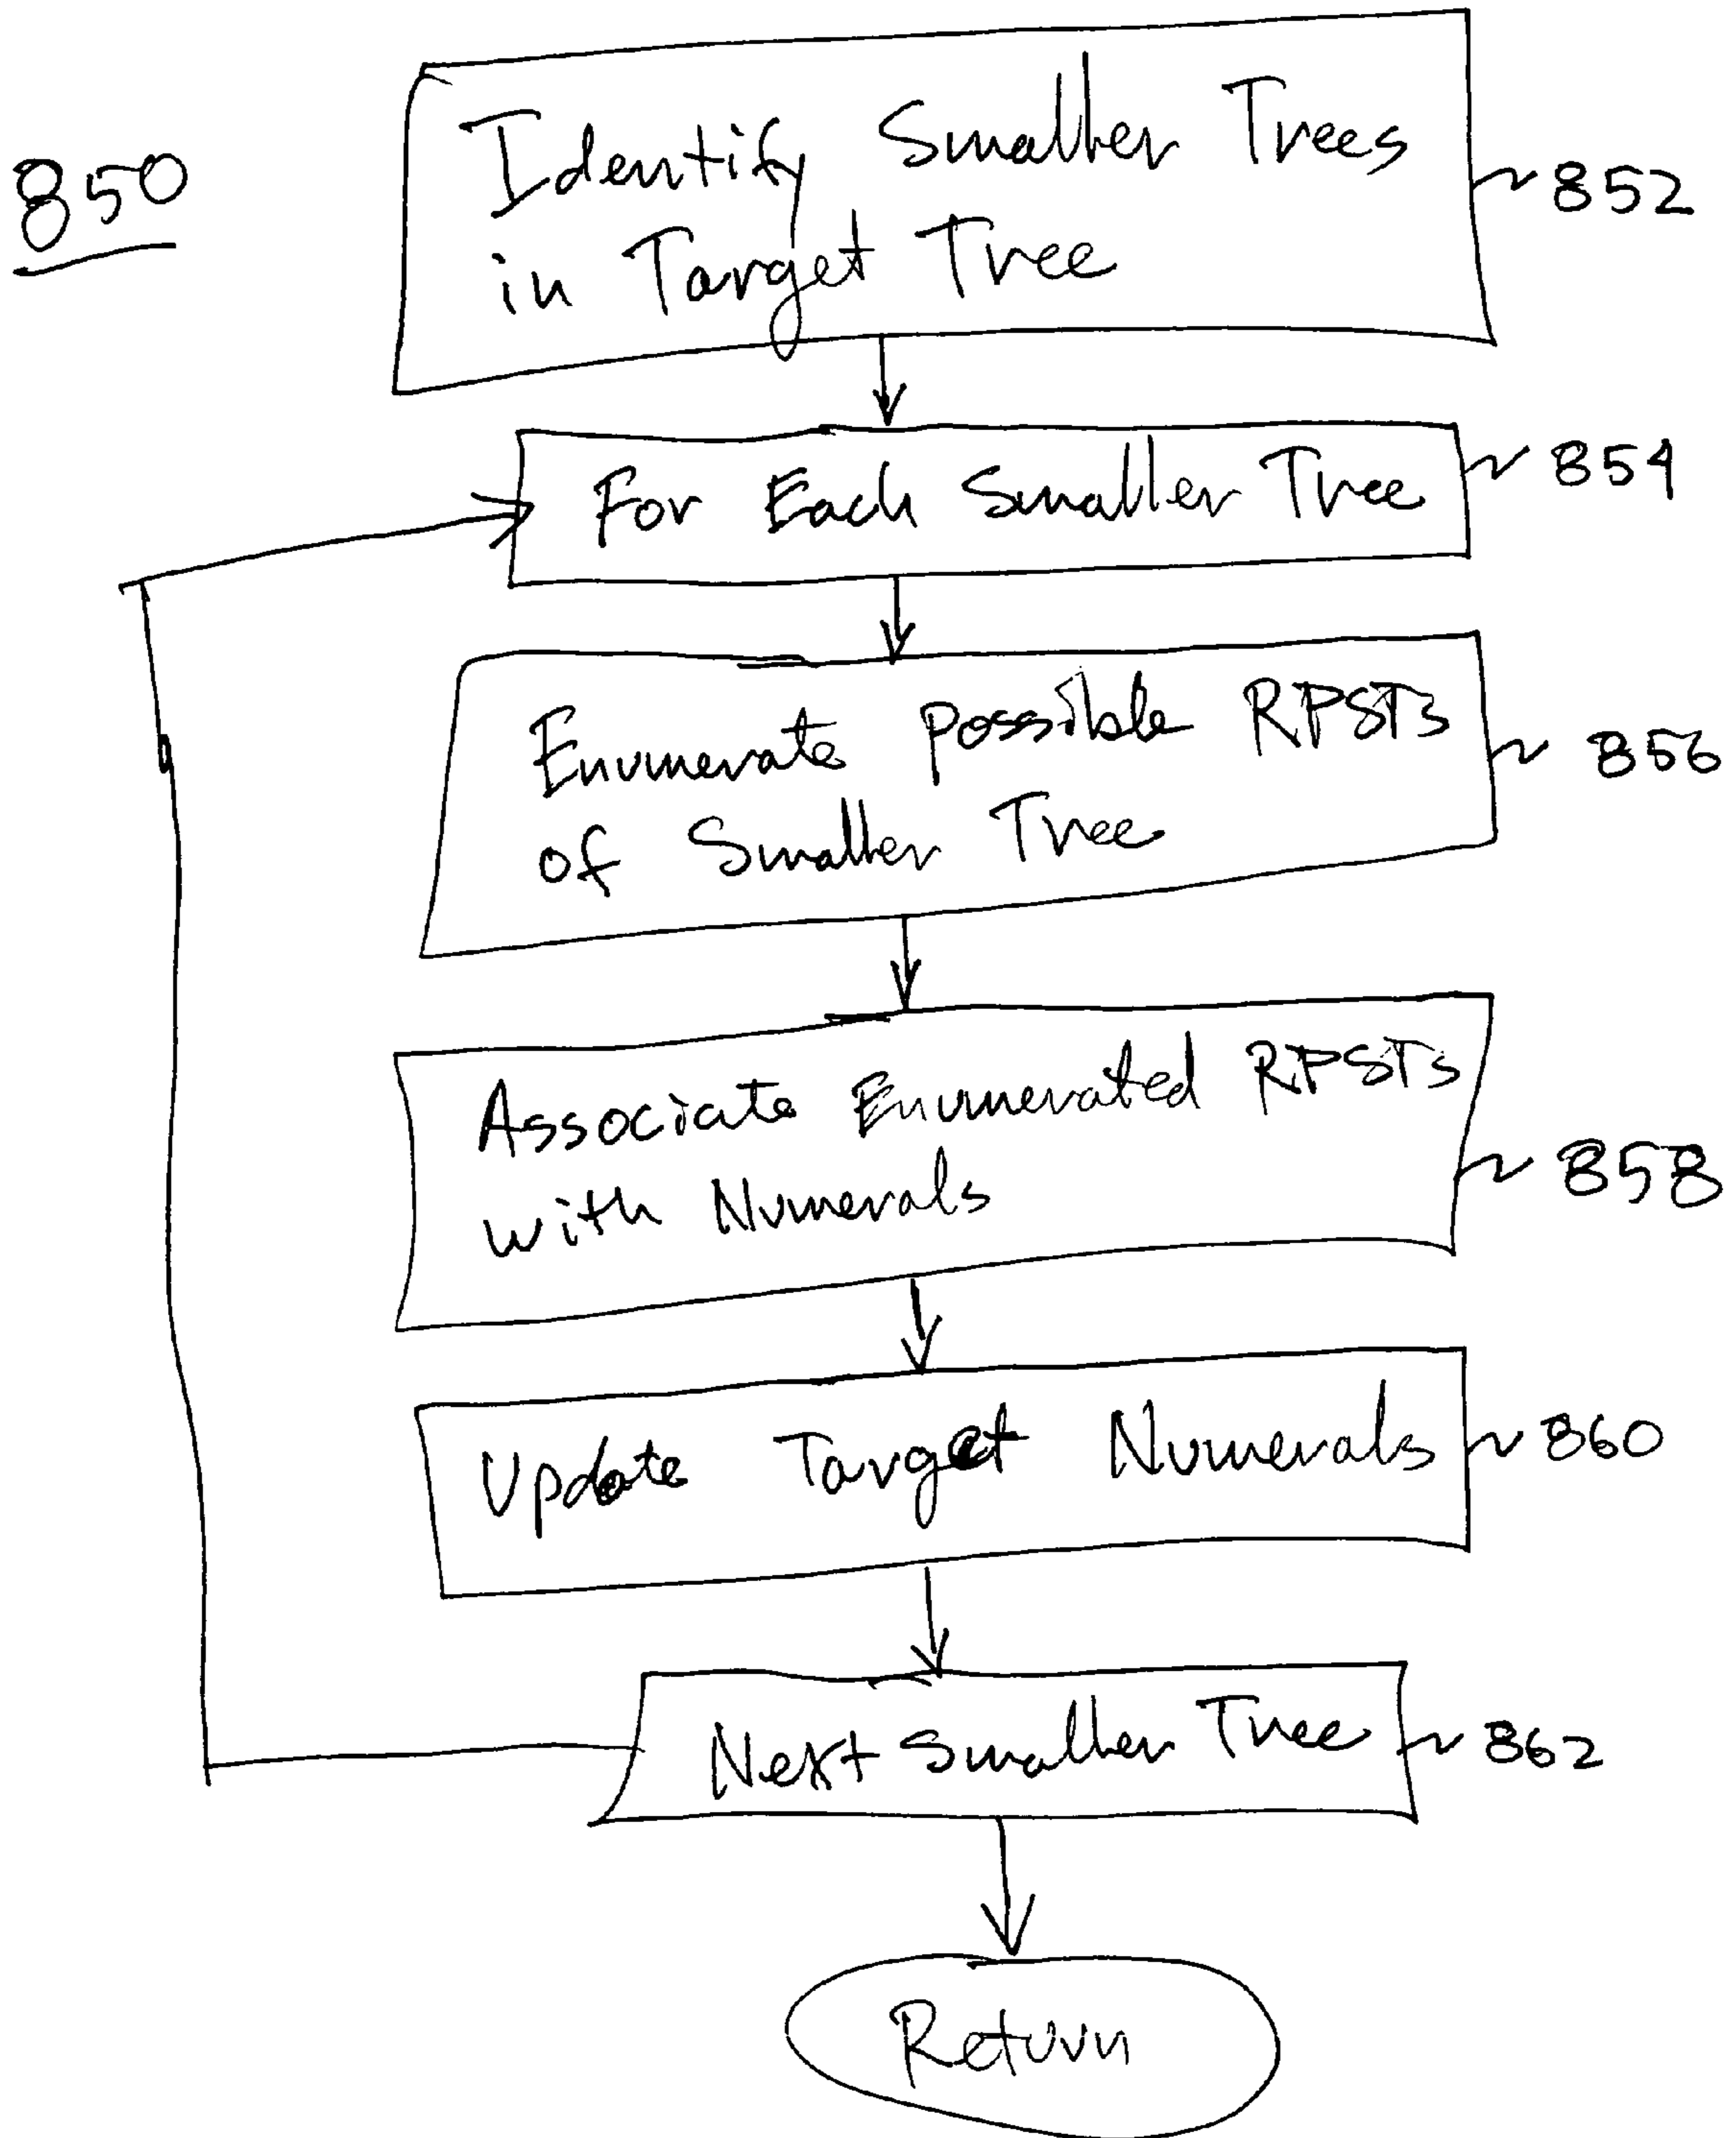 850
Identify Smaller Trees
in Target Tree
852
For Each Smaller Tree
854
Enumerate Possible RPSTs
of Smaller Tree
856
Associate Enumerated RPSTs
with Numerals
858
Update Target Numerals
860
Next Smaller Tree
862
Return